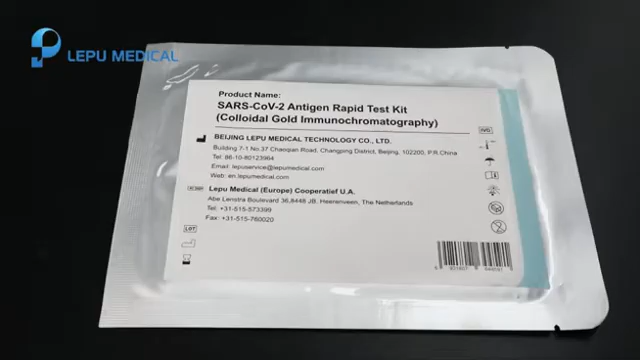 LEPU MEDICAL
Product Name:
SARS-CoV-2 Antigen Rapid Test Kit
(Colloidal Gold Immunochromatography)
BEIJING LEPU MEDICAL TECHNOLOGY CO., LTD.
Building 7-1 No.37 Chaoqian Road, Changping District, Beijing, 102200, P.R.China
Tel: 86-10-80123964
Email: lepuservice@lepumedical.com
Web: en.lepumedical.com
Lepu Medical (Europe) Cooperatief U.A.
Abe Lenstra Boulevard 36,8448 JB, Heerenveen, The Netherlands
Tel: +31-515-573399
Fax: +31-515-760020
IVD
LOT